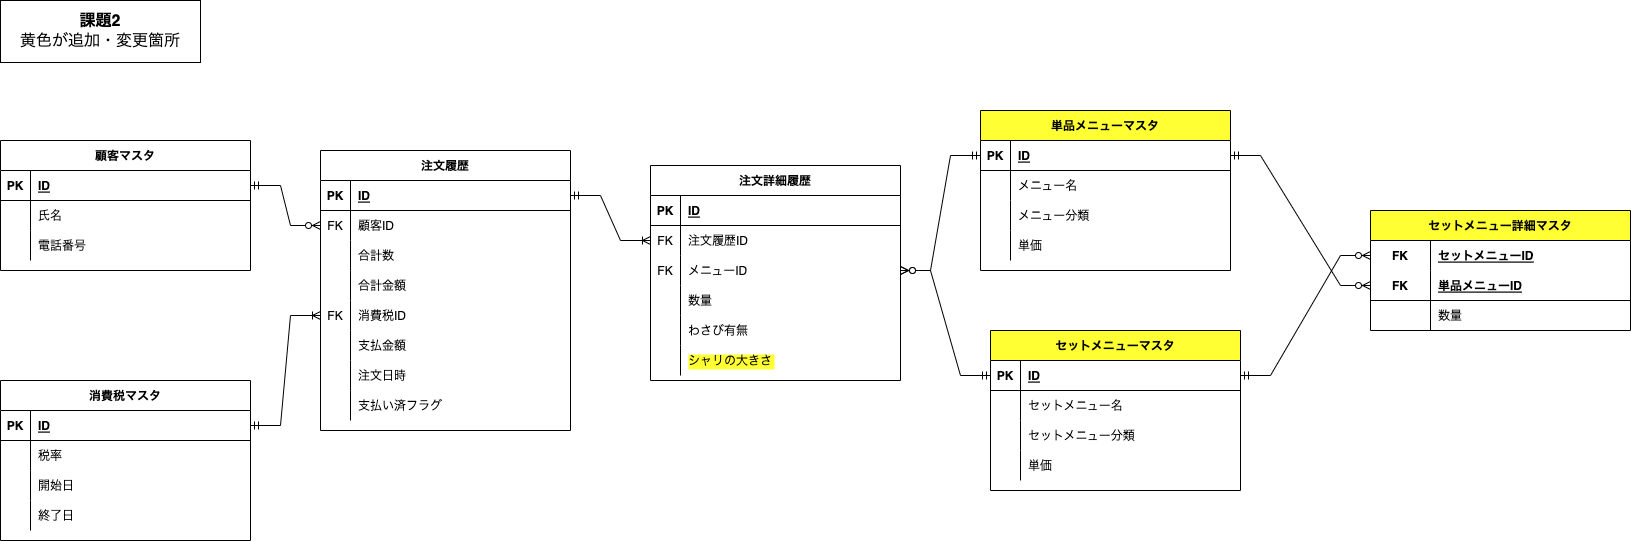 課題2
黄色が追加・変更箇所
顧客マスタ
PK ID
氏名
電話番号
消費税マスタ
PK ID
税率
開始日
終了日
注文履歴
PK ID
FK 顧客ID
合計数
合計金額
FK 消費税ID
支払金額
注文日時
支払い済フラグ
注文詳細履歴
PK ID
FK 注文履歴ID
FK メニューID
数量
わさび有無
シャリの大きさ
単品メニューマスタ
PK ID
メニュー名
メニュー分類
単価
セットメニューマスタ
PK ID
セットメニュー名
セットメニュー分類
単価
セットメニュー詳細マスタ
FK セットメニューID
FK 単品メニューID
数量